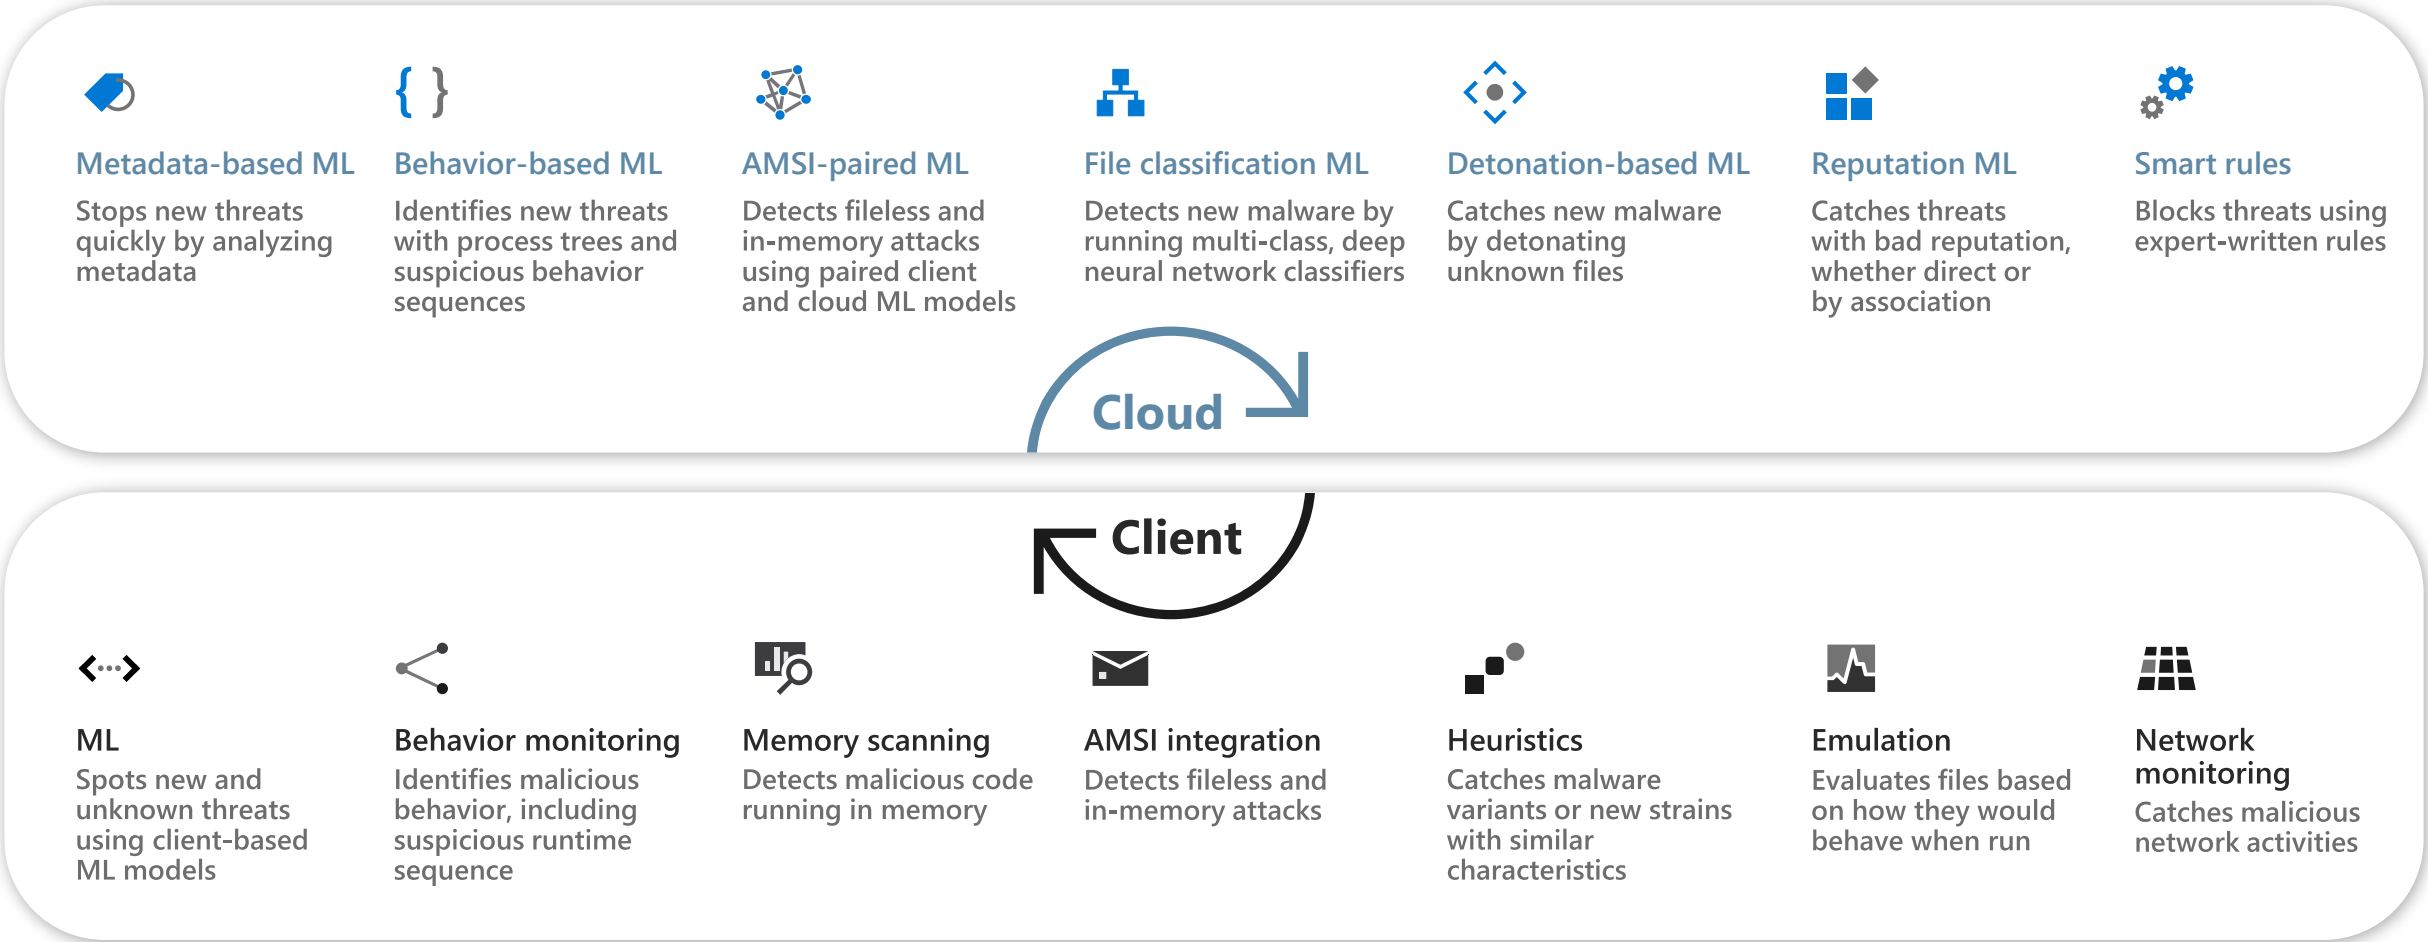 Metadata-based ML
Stops new threats
quickly by analyzing
metadata
Behavior-based ML
Identifies new threats
with process trees and
suspicious behavior
sequences
AMSI-paired ML
Detects fileless and
in-memory attacks
using paired client
and cloud ML models
File classification ML
Detects new malware by
running multi-class, deep
neural network classifiers
Detonation-based ML
Catches new malware
by detonating
unknown files
Reputation ML
Catches threats
with bad reputation,
whether direct or
by association
Smart rules
Blocks threats using
expert-written rules
Cloud
Client
ML
Spots new and
unknown threats
using client-based
ML models
Behavior monitoring
Identifies malicious
behavior, including
suspicious runtime
sequence
Memory scanning
Detects malicious code
running in memory
AMSI integration
Detects fileless and
in-memory attacks
Heuristics
Catches malware
variants or new strains
with similar
characteristics
Emulation
Evaluates files based
on how they would
behave when run
Network
monitoring
Catches malicious
network activities